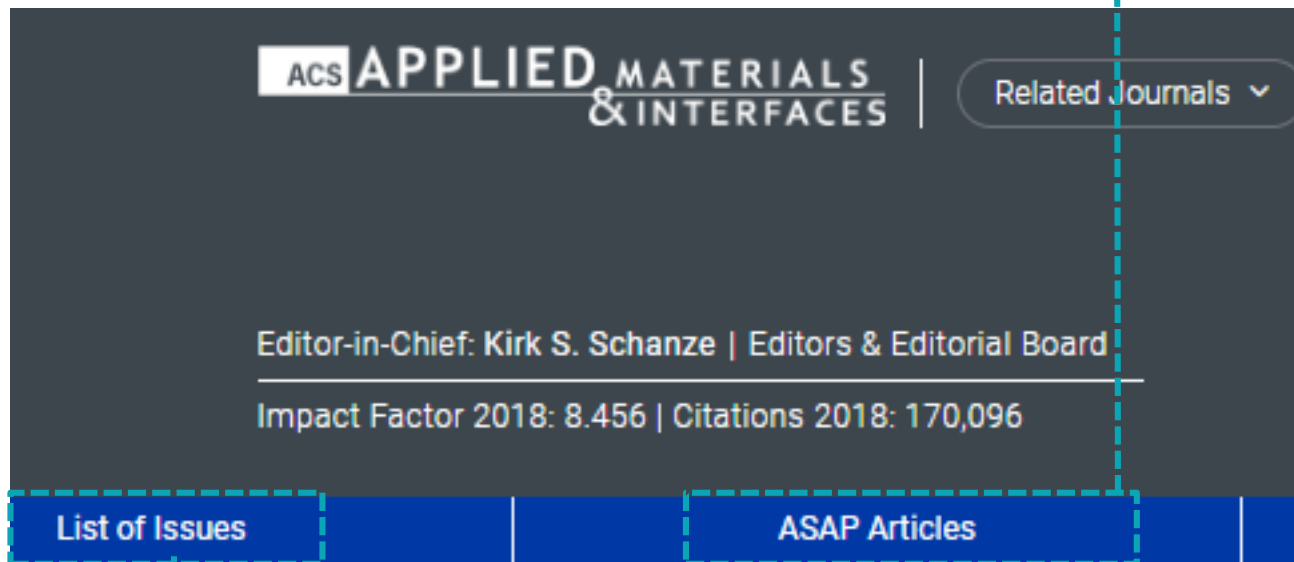 ACS APPLIED MATERIALS
& INTERFACES
Related Journals
Editor-in-Chief: Kirk S. Schanze | Editors & Editorial Board
Impact Factor 2018: 8.456 | Citations 2018: 170,096
List of Issues
ASAP Articles